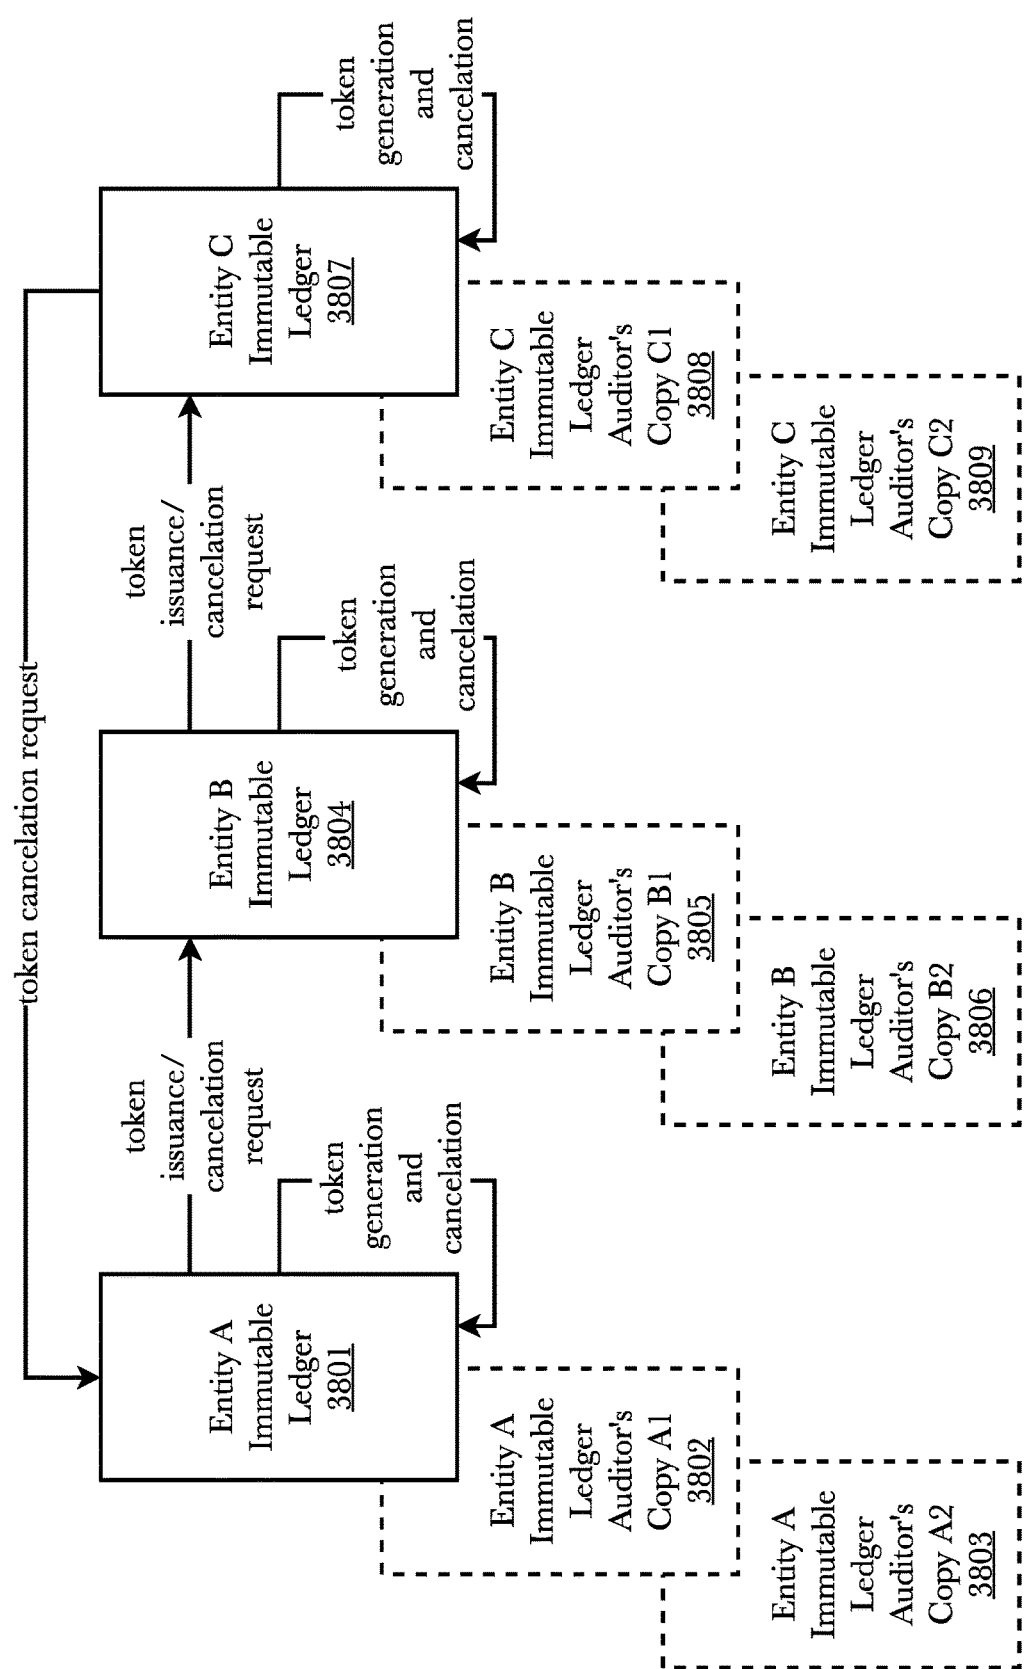 token cancelation request
Entity A
Immutable
Ledger
3801
token
issuance/
cancelation
request
token
generation
and
cancelation
Entity A
Immutable
Ledger
Auditor's
Copy A1
3802
Entity A
Immutable
Ledger
Auditor's
Copy A2
3803
Entity B
Immutable
Ledger
3804
token
issuance/
cancelation
request
token
generation
and
cancelation
Entity B
Immutable
Ledger
Auditor's
Copy B1
3805
Entity B
Immutable
Ledger
Auditor's
Copy B2
3806
Entity C
Immutable
Ledger
3807
token
generation
and
cancelation
Entity C
Immutable
Ledger
Auditor's
Copy C1
3808
Entity C
Immutable
Ledger
Auditor's
Copy C2
3809